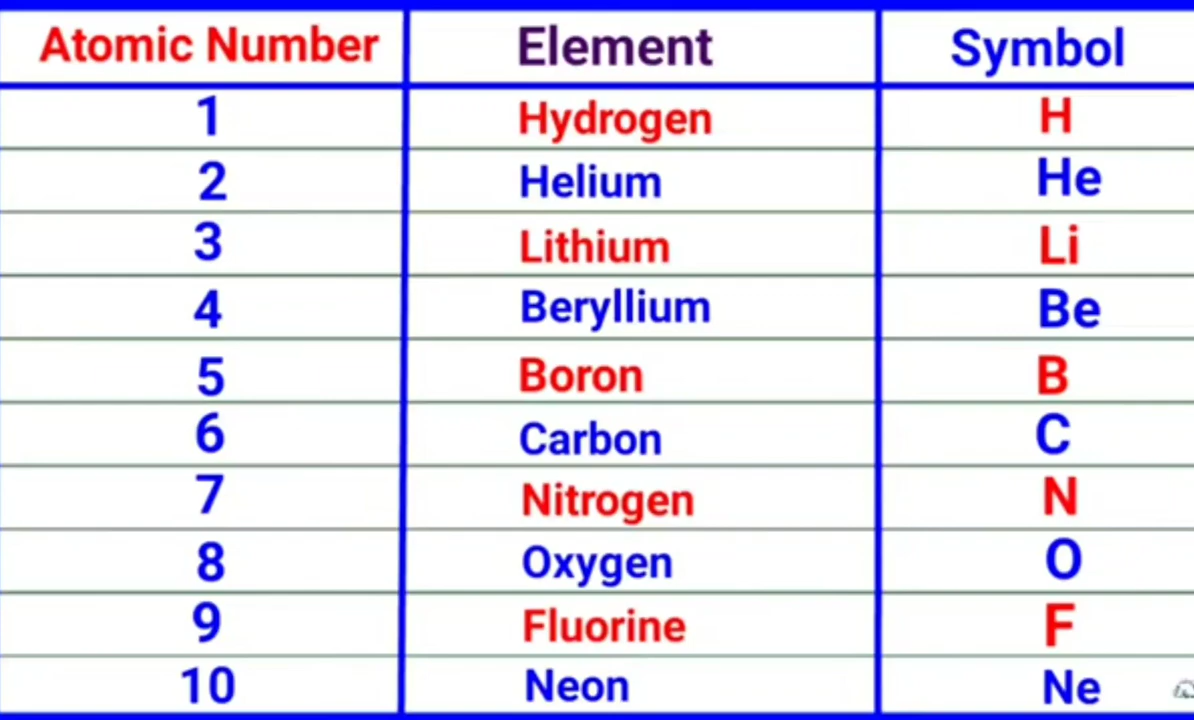 Atomic Number Element Symbol
1 Hydrogen H
2 Helium He
3 Lithium Li
4 Beryllium Be
5 Boron B
6 Carbon C
7 Nitrogen N
8 Oxygen O
9 Fluorine F
10 Neon Ne